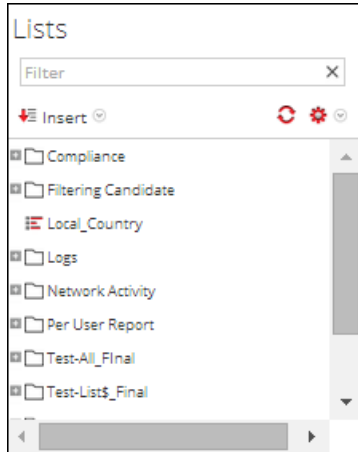 Lists
Filter
Insert
Compliance
Filtering Candidate
Local_Country
Logs
Network Activity
Per User Report
Test-All_FInal
Test-List$_Final